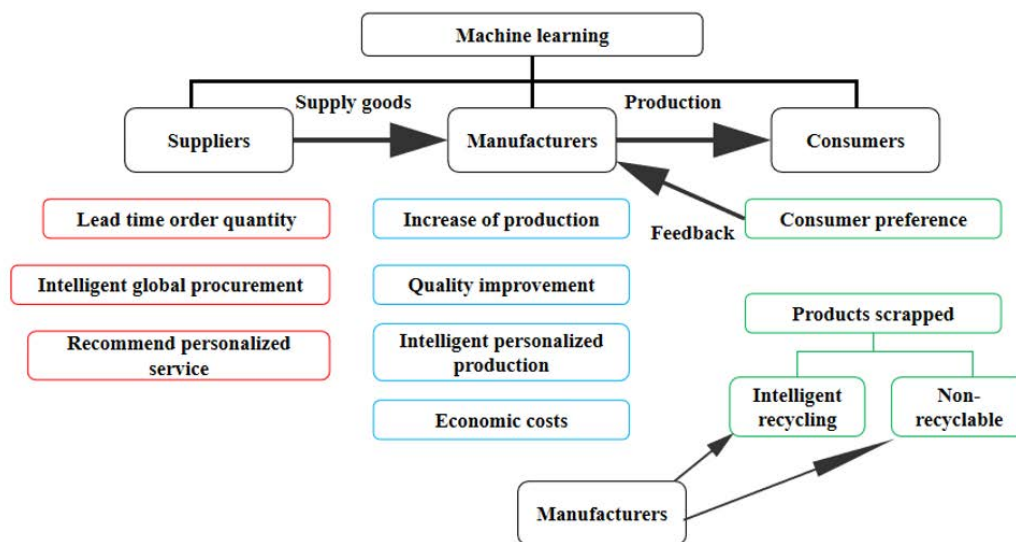 Machine learning
Supply goods
Production
Suppliers
Manufacturers
Consumers
Lead time order quantity
Increase of production
Consumer preference
Feedback
Intelligent global procurement
Quality improvement
Products scrapped
Recommend personalized
service
Intelligent personalized
production
Intelligent
recycling
Non-
recyclable
Economic costs
Manufacturers